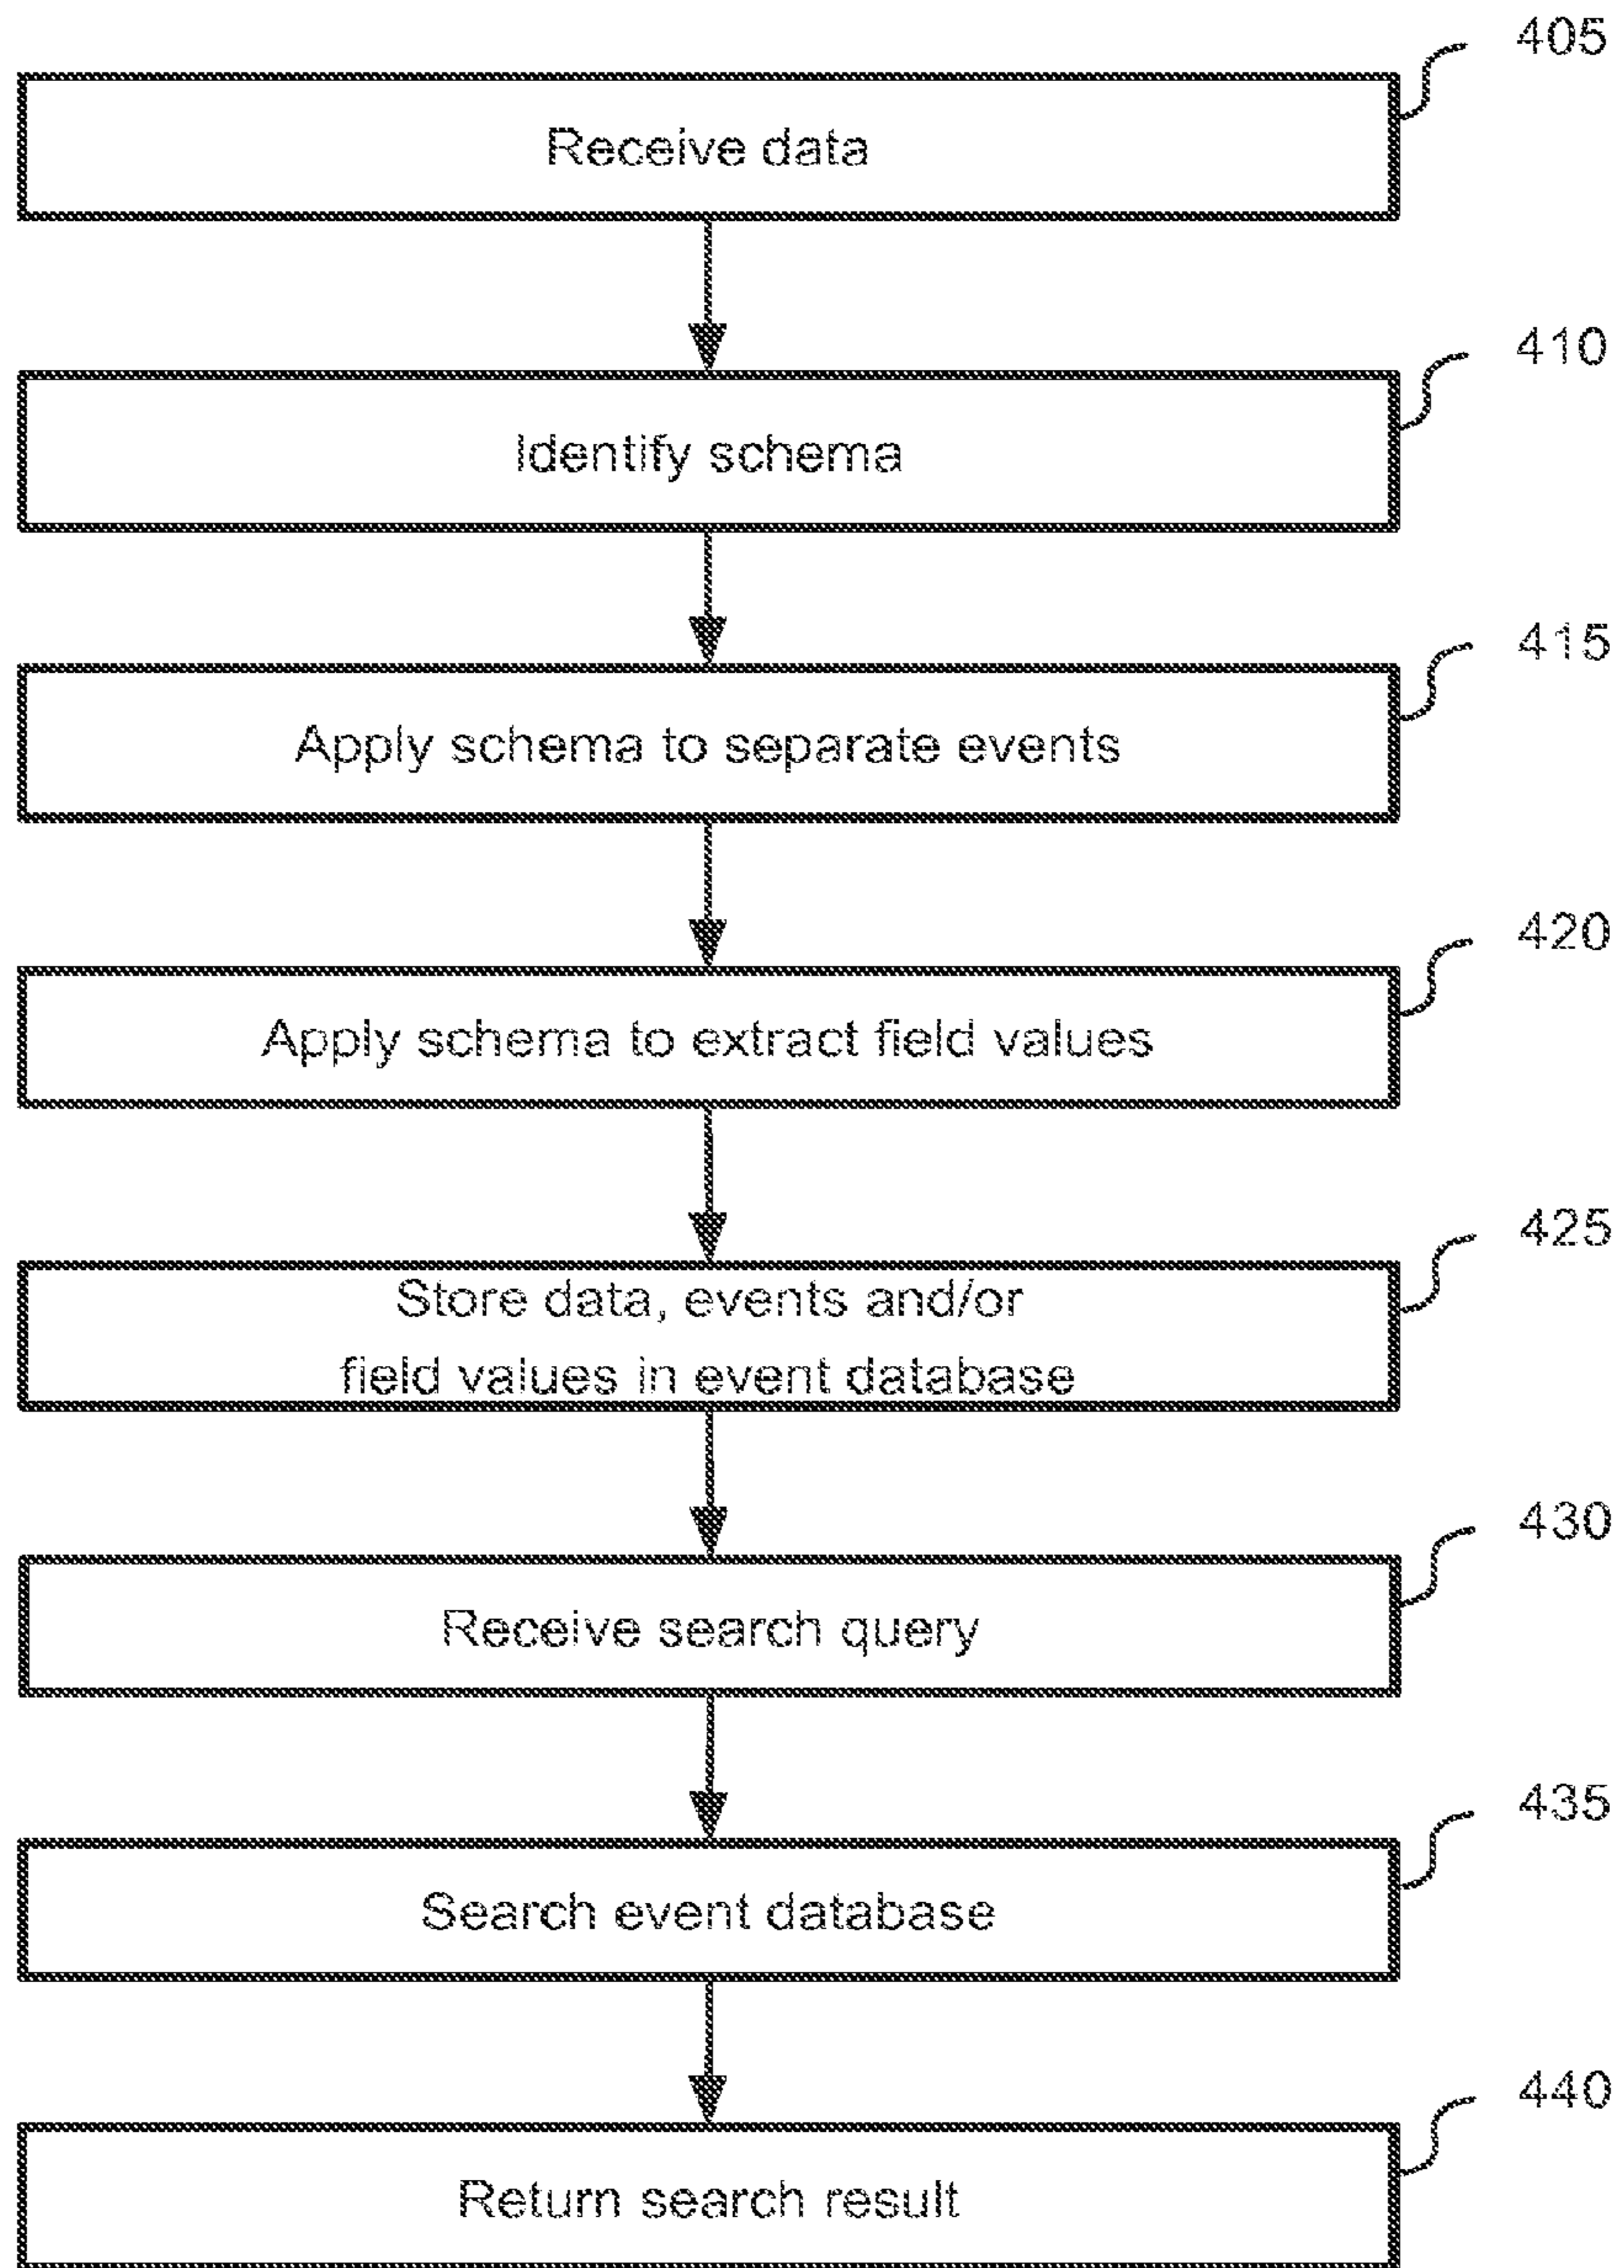 405
Receive data
410
Identify schema
415
Apply schema to separate events
420
Apply schema to extract field values
425
Store data, events and/or
field values in event database
430
Receive search query
435
Search event database
440
Return search result